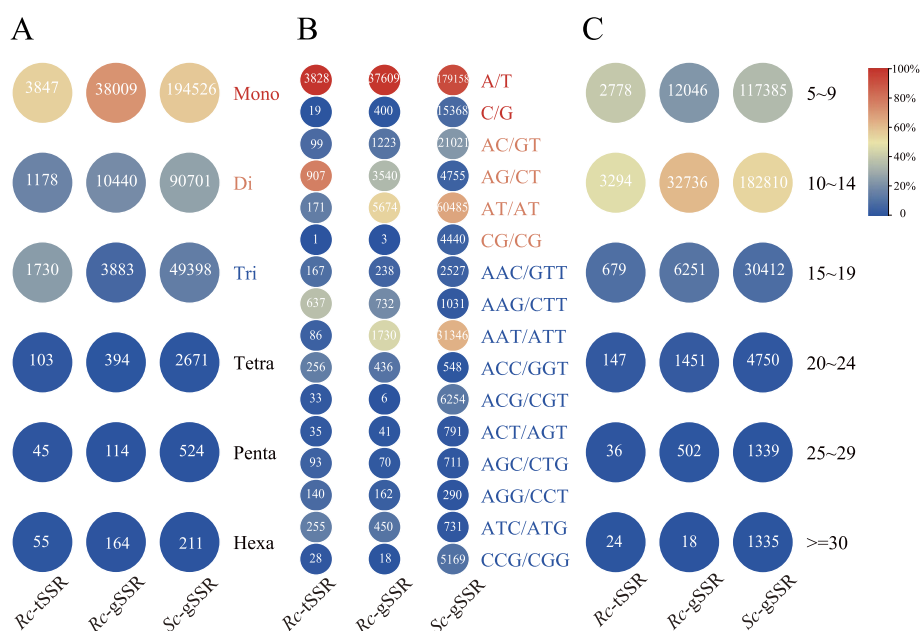 A
3847 38009 194526 Mono
1178 10440 90701 Di
1730 3883 49398 Tri
103 394 2671 Tetra
45 114 524 Penta
55 164 211 Hexa
Rc-tSSR Rc-gSSR Sc-gSSR
B
3828 37609 179158 A/T
19 400 15368 C/G
99 1223 21021 AC/GT
907 3540 4755 AG/CT
171 5674 60485 AT/AT
1 3 4440 CG/CG
167 238 2527 AAC/GTT
637 732 1031 AAG/CTT
86 1730 31346 AAT/ATT
256 436 548 ACC/GGT
33 6 6254 ACG/CGT
35 41 791 ACT/AGT
93 70 711 AGC/CTG
140 162 290 AGG/CCT
255 450 731 ATC/ATG
28 18 5169 CCG/CGG
Rc-tSSR Rc-gSSR Sc-gSSR
C
2778 12046 117385 5~9
3294 32736 182810 10~14
679 6251 30412 15~19
147 1451 4750 20~24
36 502 1339 25~29
24 18 1335 >=30
Rc-tSSR Rc-gSSR Sc-gSSR
100%
80%
60%
40%
20%
0